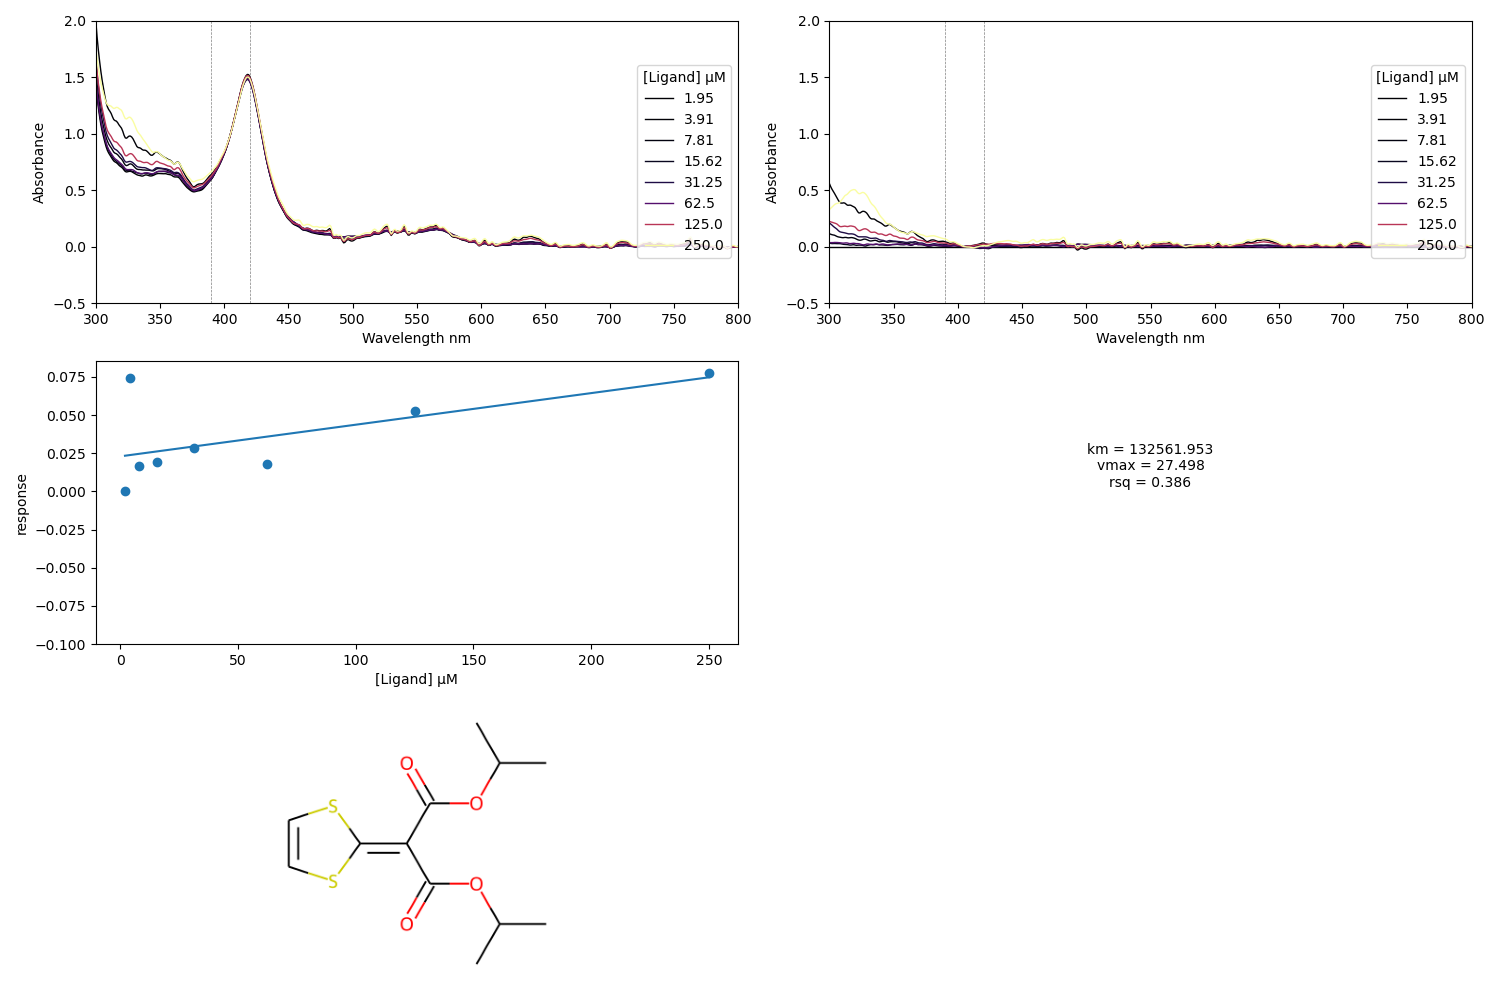 2.0
1.5
1.0
0.5
0.0
−0.5
Absorbance
300 350 400 450 500 550 600 650 700 750 800
Wavelength nm
[Ligand] μM
1.95
3.91
7.81
15.62
31.25
62.5
125.0
250.0
2.0
1.5
1.0
0.5
0.0
−0.5
Absorbance
300 350 400 450 500 550 600 650 700 750 800
Wavelength nm
[Ligand] μM
1.95
3.91
7.81
15.62
31.25
62.5
125.0
250.0
0.075
0.050
0.025
0.000
−0.025
−0.050
−0.075
−0.100
response
0 50 100 150 200 250
[Ligand] μM
km = 132561.953
vmax = 27.498
rsq = 0.386
O
S
O
S
O
O